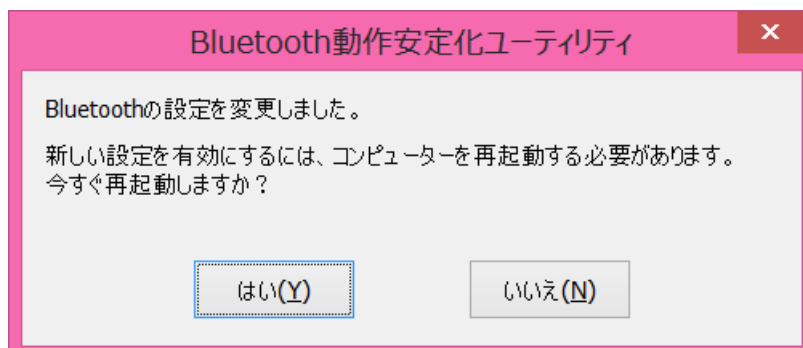 Bluetooth動作安定化ユーティリティ
Bluetoothの設定を変更しました。
新しい設定を有効にするには、コンピューターを再起動する必要があります。
今すぐ再起動しますか?
はい(Y)
いいえ(N)